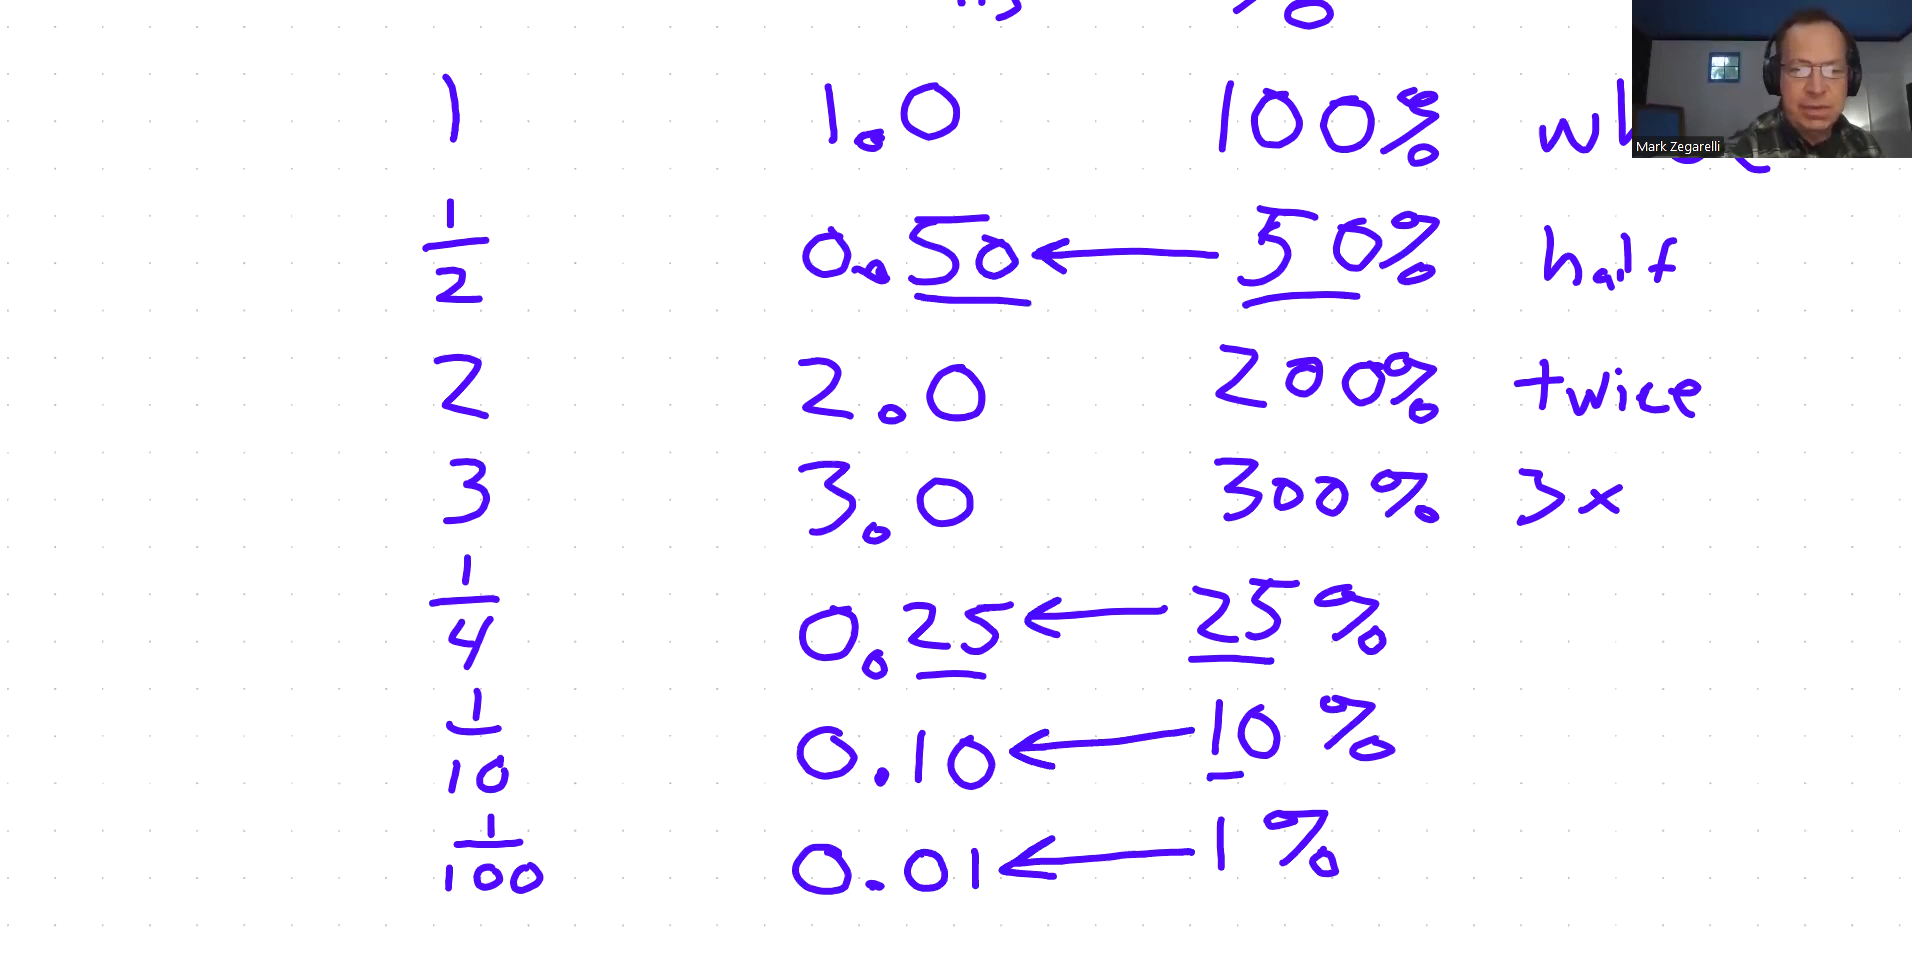 1 1.0 100%
Mark Zegarelli
1/2 0.50 ← 50% half
2 2.0 200% twice
3 3.0 300% 3x
1/4 0.25 ← 25%
1/10 0.10 ← 10%
1/100 0.01 ← 1%